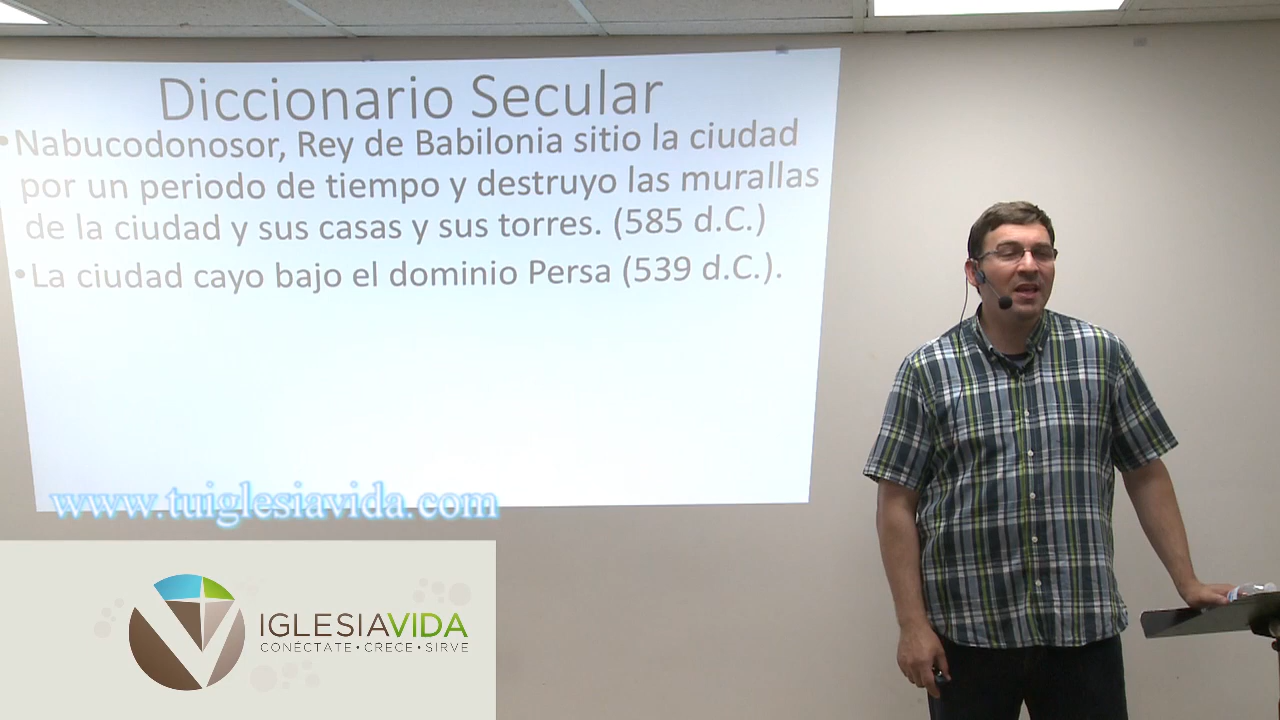 Diccionario Secular
•Nabucodonosor, Rey de Babilonia sitio la ciudad
por un periodo de tiempo y destruyo las murallas
de la ciudad y sus casas y sus torres. (585 d.C.)
•La ciudad cayo bajo el dominio Persa (539 d.C.).
www.tuiglesiavida.com
IGLESIAVIDA
CONÉCTATE • CRECE • SIRVE